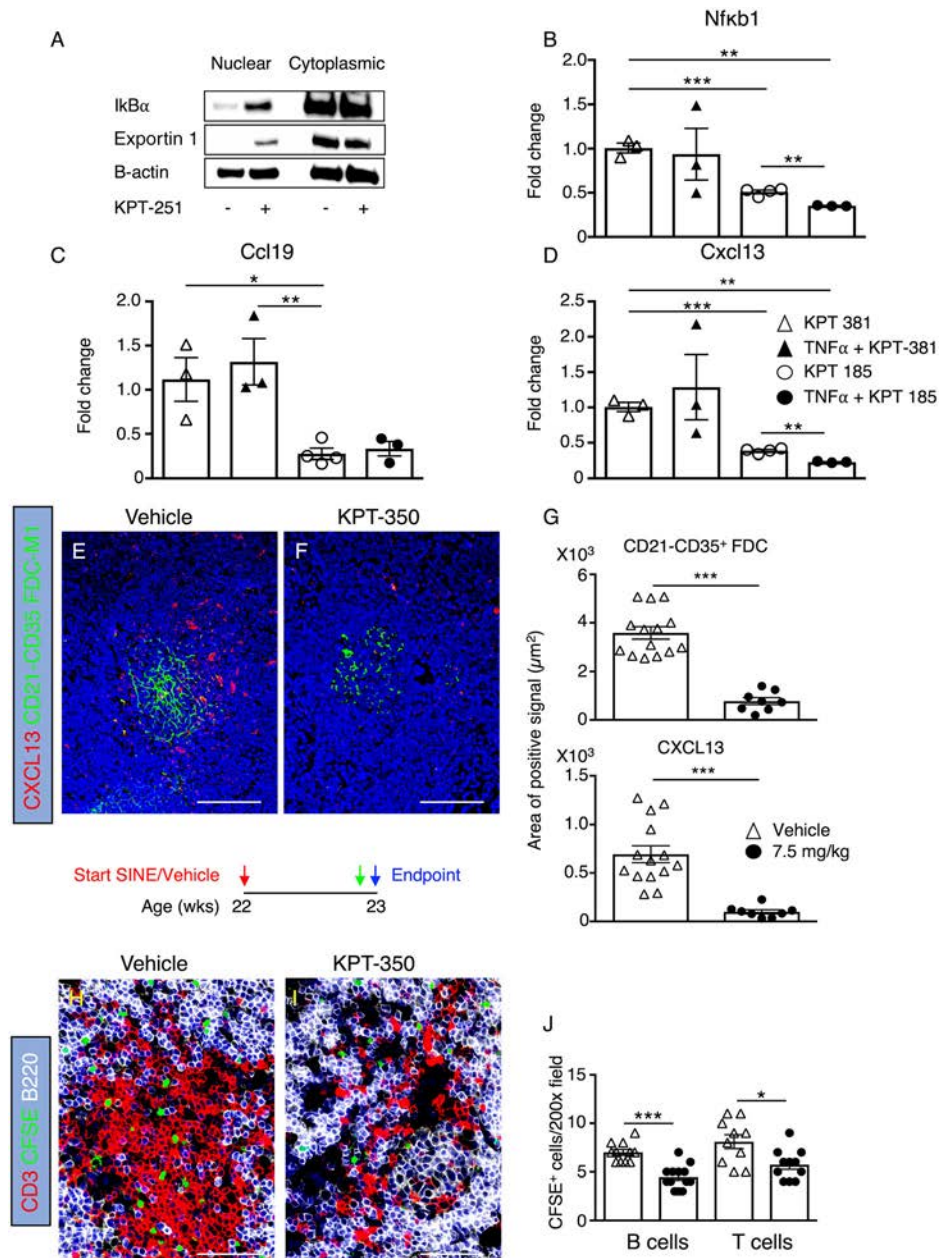 A
Nuclear Cytoplasmic
IkBα
Exportin 1
B-actin
KPT-251 - + - +
B
Nfκb1
Fold change
2.0
1.5
1.0
0.5
0
**
***
**
C
Ccl19
Fold change
2.0
1.5
1.0
0.5
0
*
**
D
Cxcl13
Fold change
2.5
2.0
1.5
1.0
0.5
0
**
***
**
KPT 381
TNFα + KPT-381
KPT 185
TNFα + KPT 185
CXCL13 CD21-CD35 FDC-M1
Vehicle
KPT-350
E
F
G
X10³
CD21-CD35⁺ FDC
6
4
2
0
***
Area of positive signal (μm²)
X10³
CXCL13
1.5
1.0
0.5
0
***
Vehicle
7.5 mg/kg
Start SINE/Vehicle
Endpoint
Age (wks) 22 23
CD3 CFSE B220
Vehicle
KPT-350
H
I
J
CFSE⁺ cells/200x field
15
10
5
0
***
*
B cells T cells